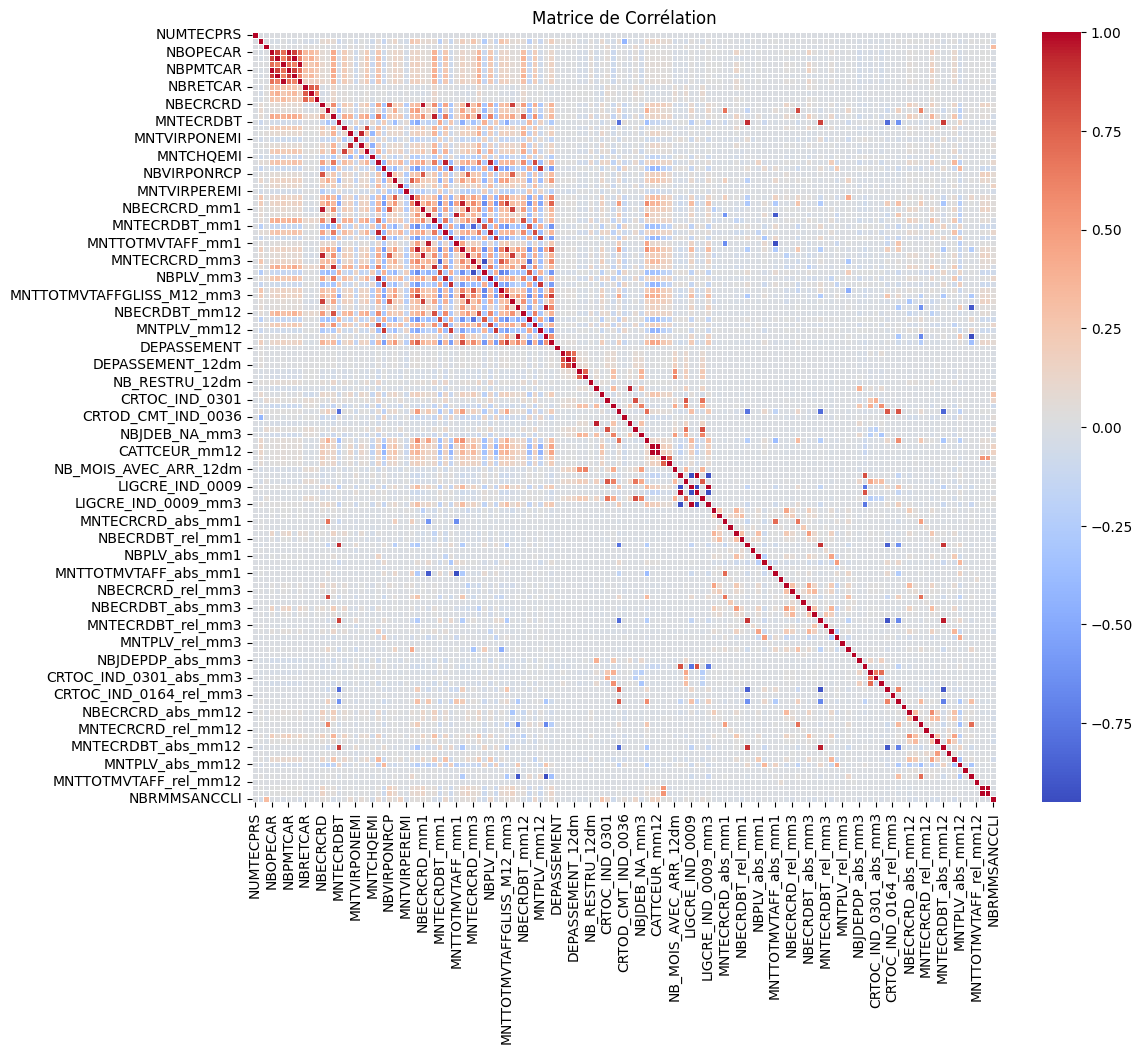 Matrice de Corrélation
NUMTECPRS
NBOPECAR
NBPMTCAR
NBRETCAR
NBECRCRD
MNTECRDBT
MNTVIRPONEMI
MNTCHQEMI
NBVIRPONRCP
MNTVIRPEREMI
NBECRCRD_mm1
MNTECRDBT_mm1
MNTTOTMVTAFF_mm1
MNTECRCRD_mm3
NBPLV_mm3
MNTTOTMVTAFFGLISS_M12_mm3
NBECRDBT_mm12
MNTPLV_mm12
DEPASSEMENT
DEPASSEMENT_12dm
NB_RESTRU_12dm
CRTOC_IND_0301
CRTOD_CMT_IND_0036
NBJDEB_NA_mm3
CATTCEUR_mm12
NB_MOIS_AVEC_ARR_12dm
LIGCRE_IND_0009
LIGCRE_IND_0009_mm3
MNTECRCRD_abs_mm1
NBECRDBT_rel_mm1
NBPLV_abs_mm1
MNTTOTMVTAFF_abs_mm1
NBECRCRD_rel_mm3
NBECRDBT_abs_mm3
MNTECRDBT_rel_mm3
MNTPLV_rel_mm3
NBJDEPDP_abs_mm3
CRTOC_IND_0301_abs_mm3
CRTOC_IND_0164_rel_mm3
NBECRCRD_abs_mm12
MNTECRCRD_rel_mm12
MNTECRDBT_abs_mm12
MNTPLV_abs_mm12
MNTTOTMVTAFF_rel_mm12
NBRMMSANCCLI
NUMTECPRS
NBOPECAR
NBPMTCAR
NBRETCAR
NBECRCRD
MNTECRDBT
MNTVIRPONEMI
MNTCHQEMI
NBVIRPONRCP
MNTVIRPEREMI
NBECRCRD_mm1
MNTECRDBT_mm1
MNTTOTMVTAFF_mm1
MNTECRCRD_mm3
NBPLV_mm3
MNTTOTMVTAFFGLISS_M12_mm3
NBECRDBT_mm12
MNTPLV_mm12
DEPASSEMENT
DEPASSEMENT_12dm
NB_RESTRU_12dm
CRTOC_IND_0301
CRTOD_CMT_IND_0036
NBJDEB_NA_mm3
CATTCEUR_mm12
NB_MOIS_AVEC_ARR_12dm
LIGCRE_IND_0009
LIGCRE_IND_0009_mm3
MNTECRCRD_abs_mm1
NBECRDBT_rel_mm1
NBPLV_abs_mm1
MNTTOTMVTAFF_abs_mm1
NBECRCRD_rel_mm3
NBECRDBT_abs_mm3
MNTECRDBT_rel_mm3
MNTPLV_rel_mm3
NBJDEPDP_abs_mm3
CRTOC_IND_0301_abs_mm3
CRTOC_IND_0164_rel_mm3
NBECRCRD_abs_mm12
MNTECRCRD_rel_mm12
MNTECRDBT_abs_mm12
MNTPLV_abs_mm12
MNTTOTMVTAFF_rel_mm12
NBRMMSANCCLI
1.00
0.75
0.50
0.25
0.00
−0.25
−0.50
−0.75